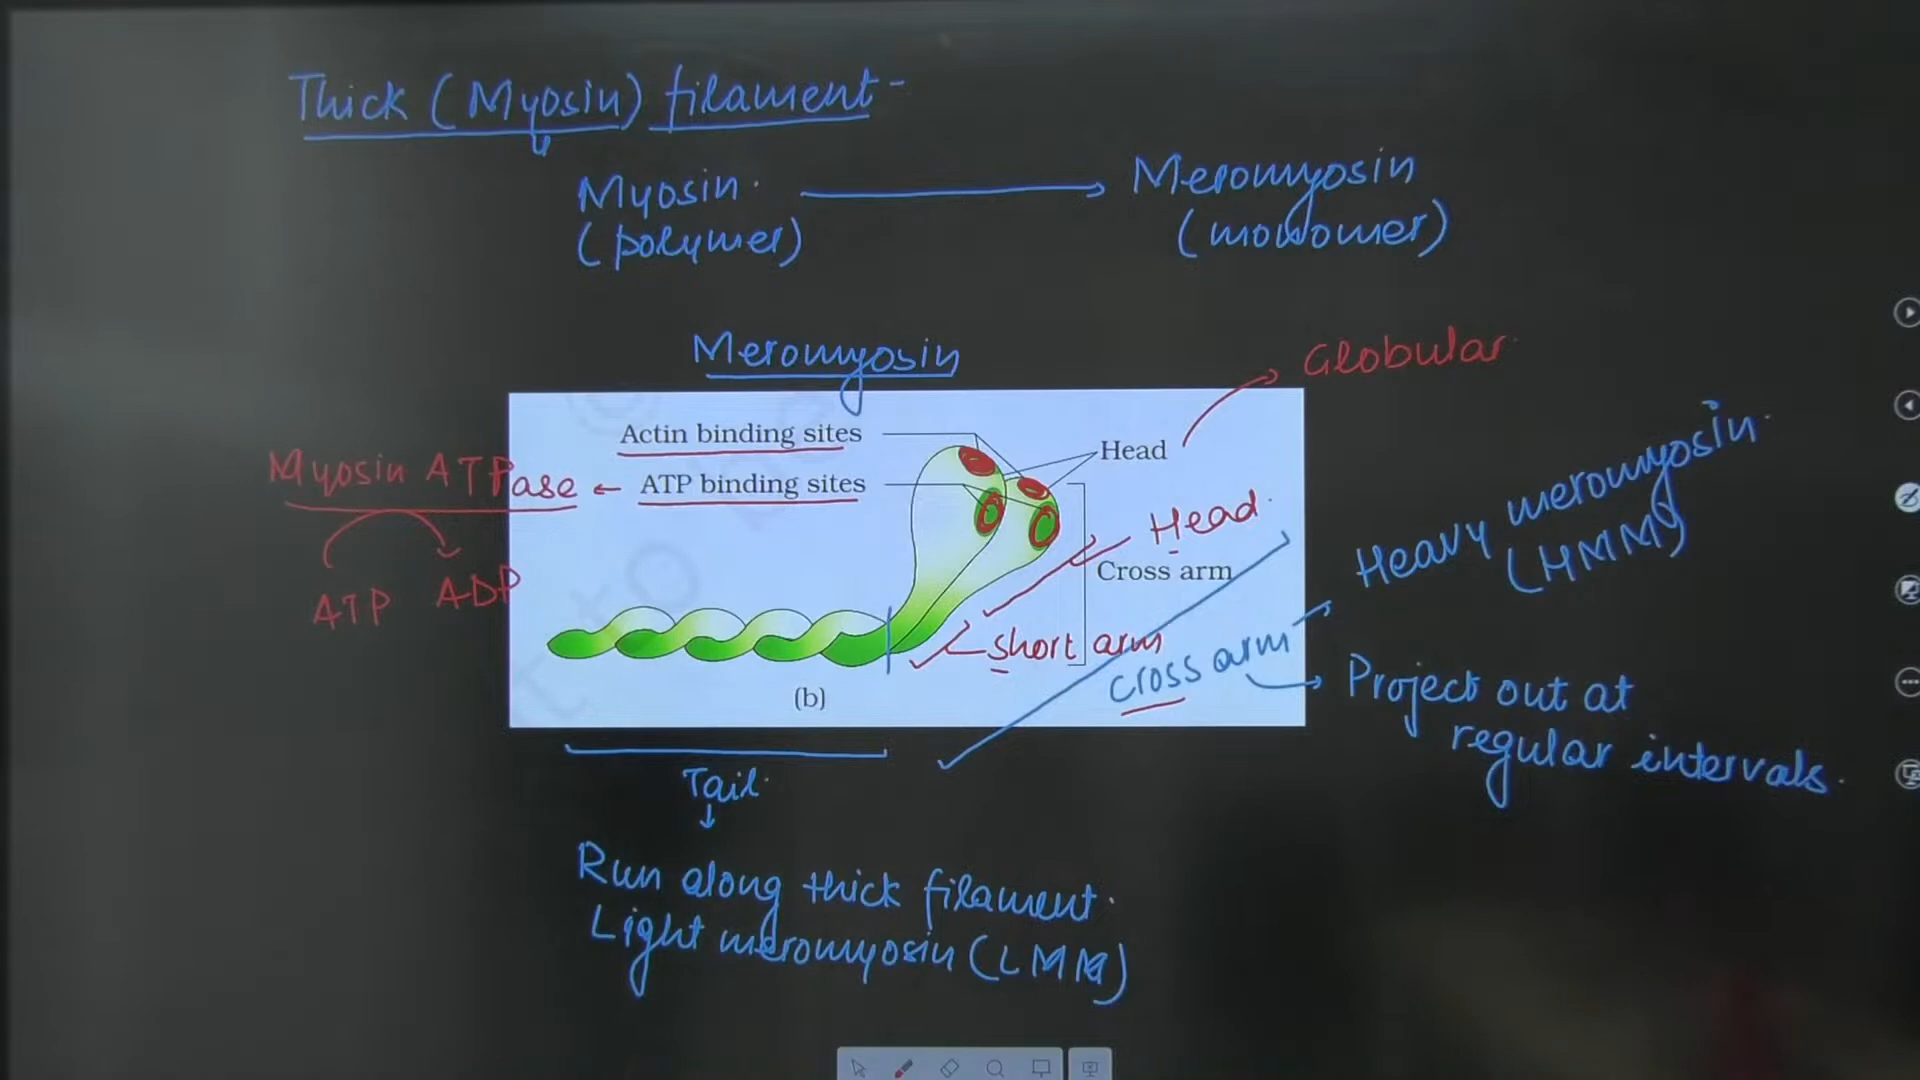 Thick (Myosin) filament-
Myosin
(polymer)
Meromyosin
(monomer)
Meromyosin
Globular
Actin binding sites
Head
Myosin ATPase
ATP binding sites
ATP
ADP
Head
Cross arm
short arm
cross arm
Heavy meromyosin
(HMM)
Project out at
regular intervals.
(b)
Tail
Run along thick filament.
Light meromyosin (LMM)